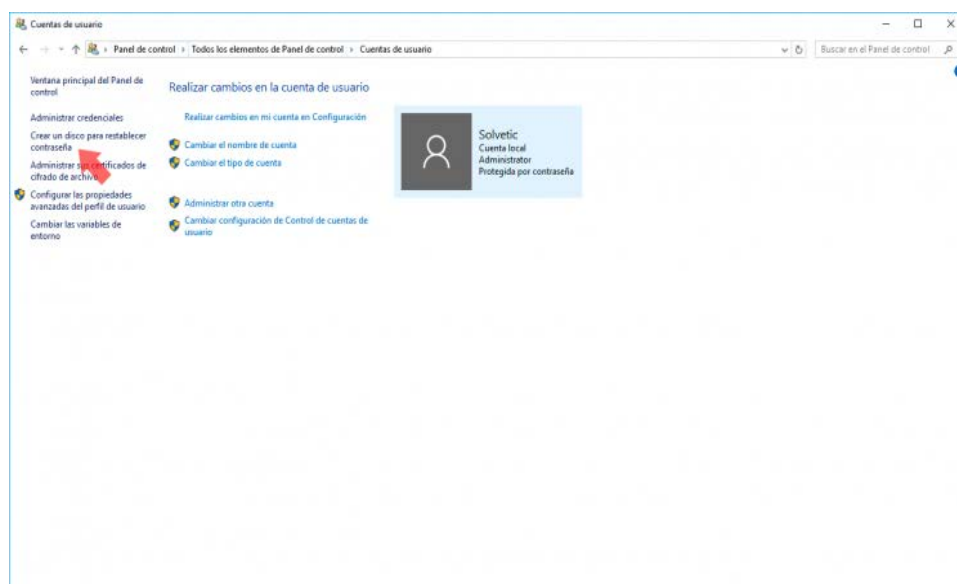 Cuentas de usuario
Panel de control › Todos los elementos de Panel de control › Cuentas de usuario
Buscar en el Panel de control
Ventana principal del Panel de
control
Administrar credenciales
Crear un disco para restablecer
contraseña
Administrar sus certificados de
cifrado de archivo
Configurar las propiedades
avanzadas del perfil de usuario
Cambiar las variables de
entorno
Realizar cambios en la cuenta de usuario
Realizar cambios en mi cuenta en Configuración
Cambiar el nombre de cuenta
Cambiar el tipo de cuenta
Administrar otra cuenta
Cambiar configuración de Control de cuentas de
usuario
Solvetic
Cuenta local
Administrator
Protegida por contraseña